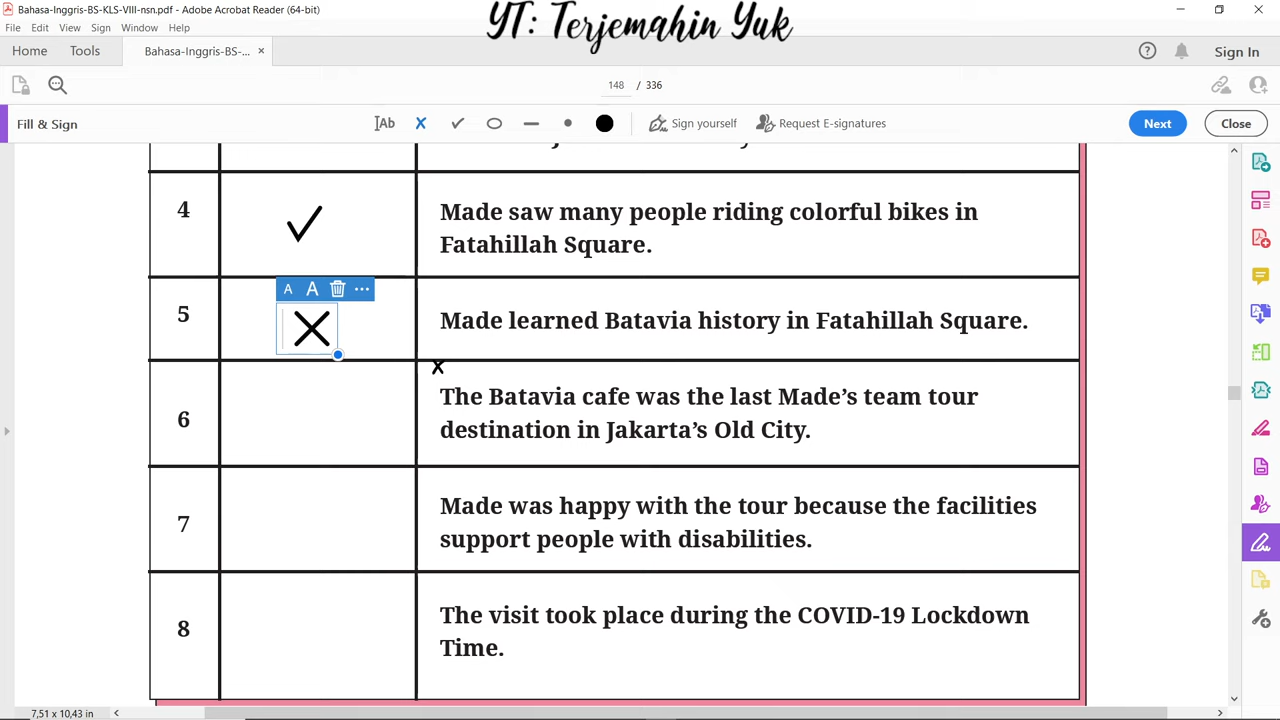 Bahasa-Inggris-BS-KLS-VIII-nsn.pdf - Adobe Acrobat Reader (64-bit)
YT: Terjemahin Yuk
File Edit View Sign Window Help
Home Tools Bahasa-Inggris-BS-... × Sign In
148 / 336
Fill & Sign Ab Sign yourself Request E-signatures Next Close
4 Made saw many people riding colorful bikes in
Fatahillah Square.
A A
5 Made learned Batavia history in Fatahillah Square.
6 The Batavia cafe was the last Made’s team tour
destination in Jakarta’s Old City.
7 Made was happy with the tour because the facilities
support people with disabilities.
8 The visit took place during the COVID-19 Lockdown
Time.
7,51 x 10,43 in